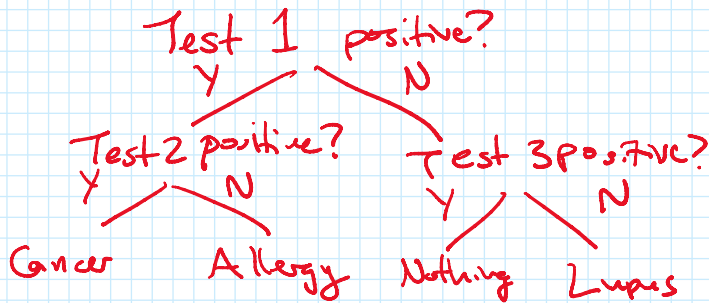 Test 1 positive?
Y N
Test 2 positive? Test 3 positive?
Y N Y N
Cancer Allergy Nothing Lupus